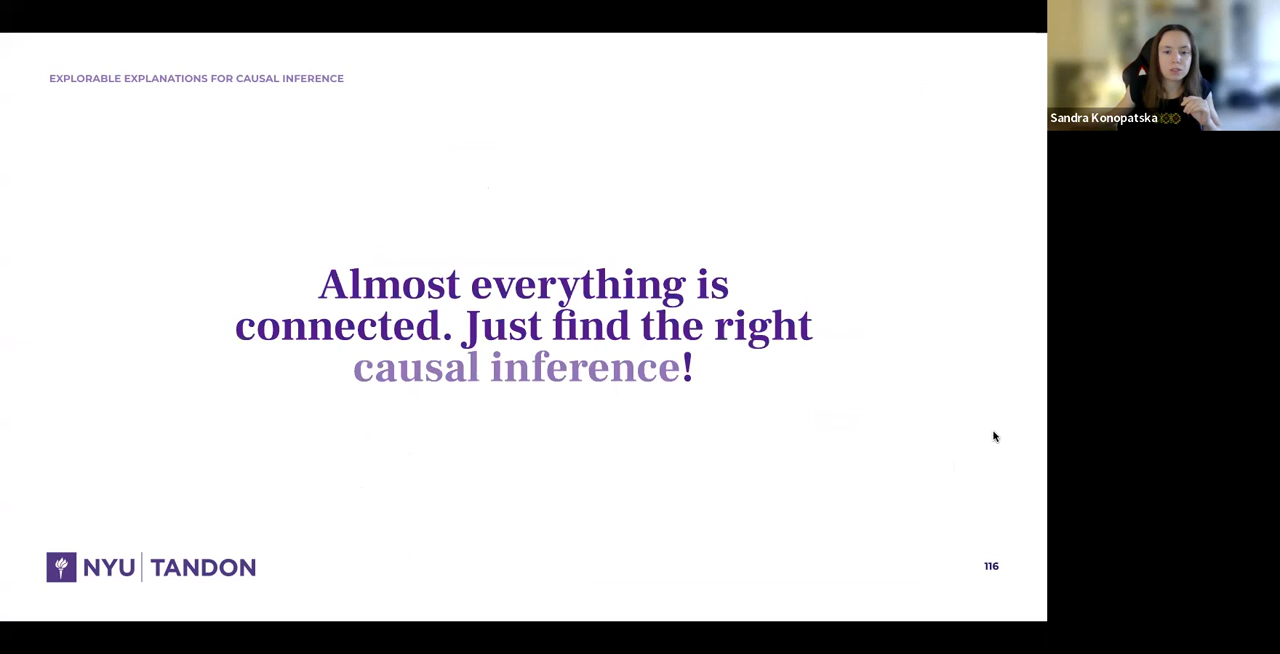 EXPLORABLE EXPLANATIONS FOR CAUSAL INFERENCE
Sandra Konopatska
Almost everything is
connected. Just find the right
causal inference!
NYU | TANDON
116